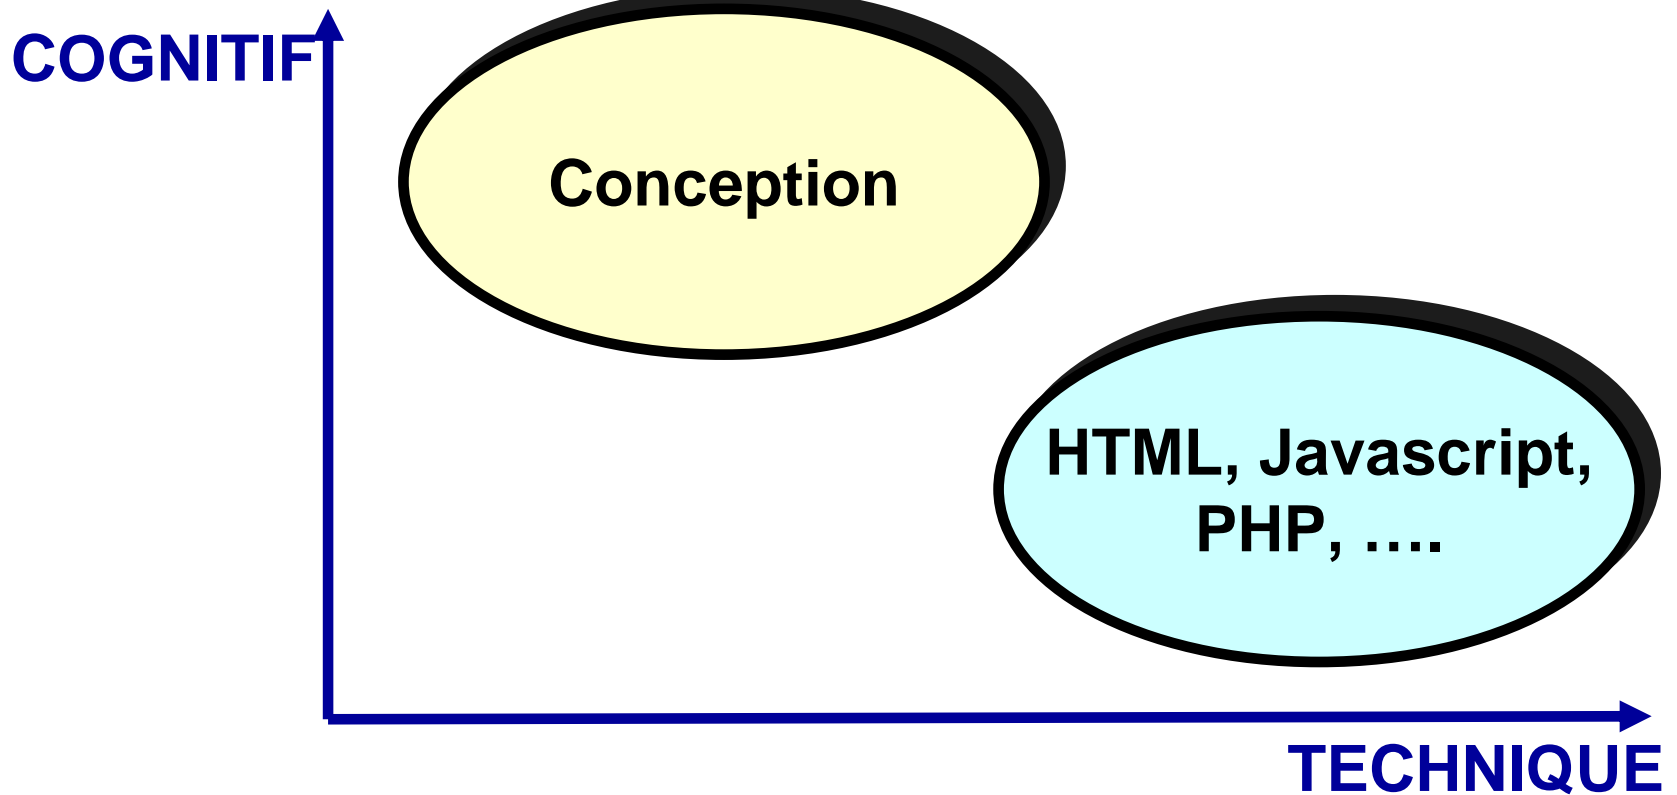 COGNITIF
Conception
HTML, Javascript,
PHP, ….
TECHNIQUE